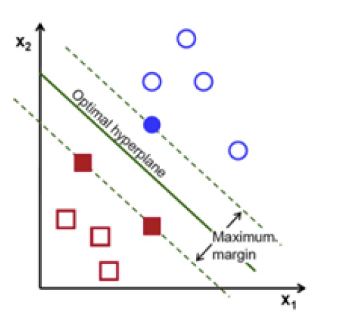 x2
Optimal hyperplane
Maximum
margin
x1